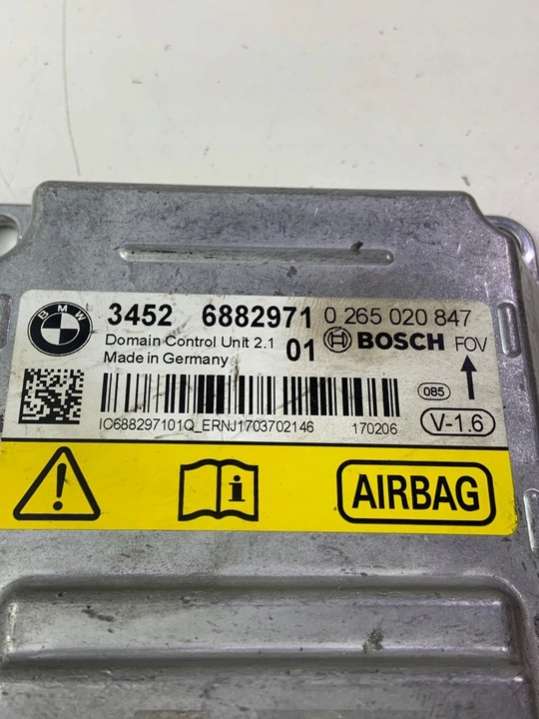 BMW
3452 6882971 0 265 020 847
Domain Control Unit 2.1 01 BOSCH FOV
Made in Germany
085
V-1.6
IO688297101Q_ERNJ1703702146 170206
AIRBAG